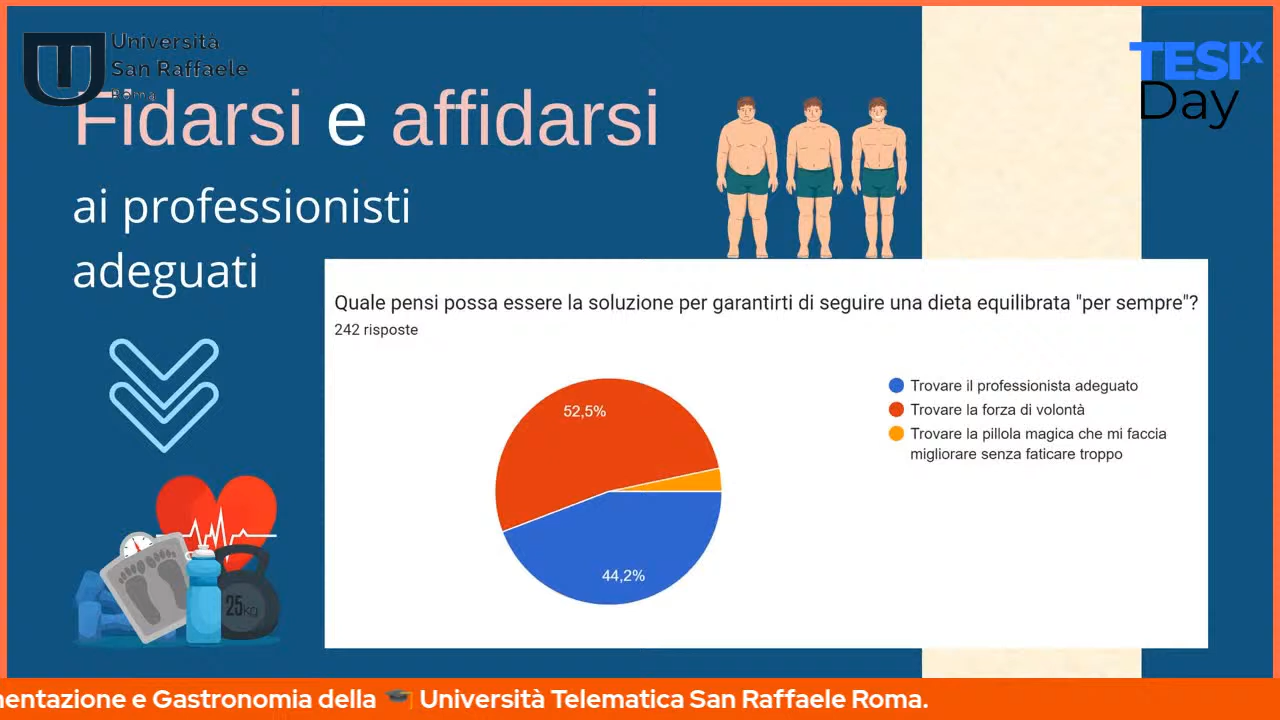 Università
San Raffaele
Roma
TESIx
Day
Fidarsi e affidarsi
ai professionisti
adeguati
Quale pensi possa essere la soluzione per garantirti di seguire una dieta equilibrata "per sempre"?
242 risposte
52,5%
44,2%
Trovare il professionista adeguato
Trovare la forza di volontà
Trovare la pillola magica che mi faccia
migliorare senza faticare troppo
25kg
mentazione e Gastronomia della 🎓 Università Telematica San Raffaele Roma.